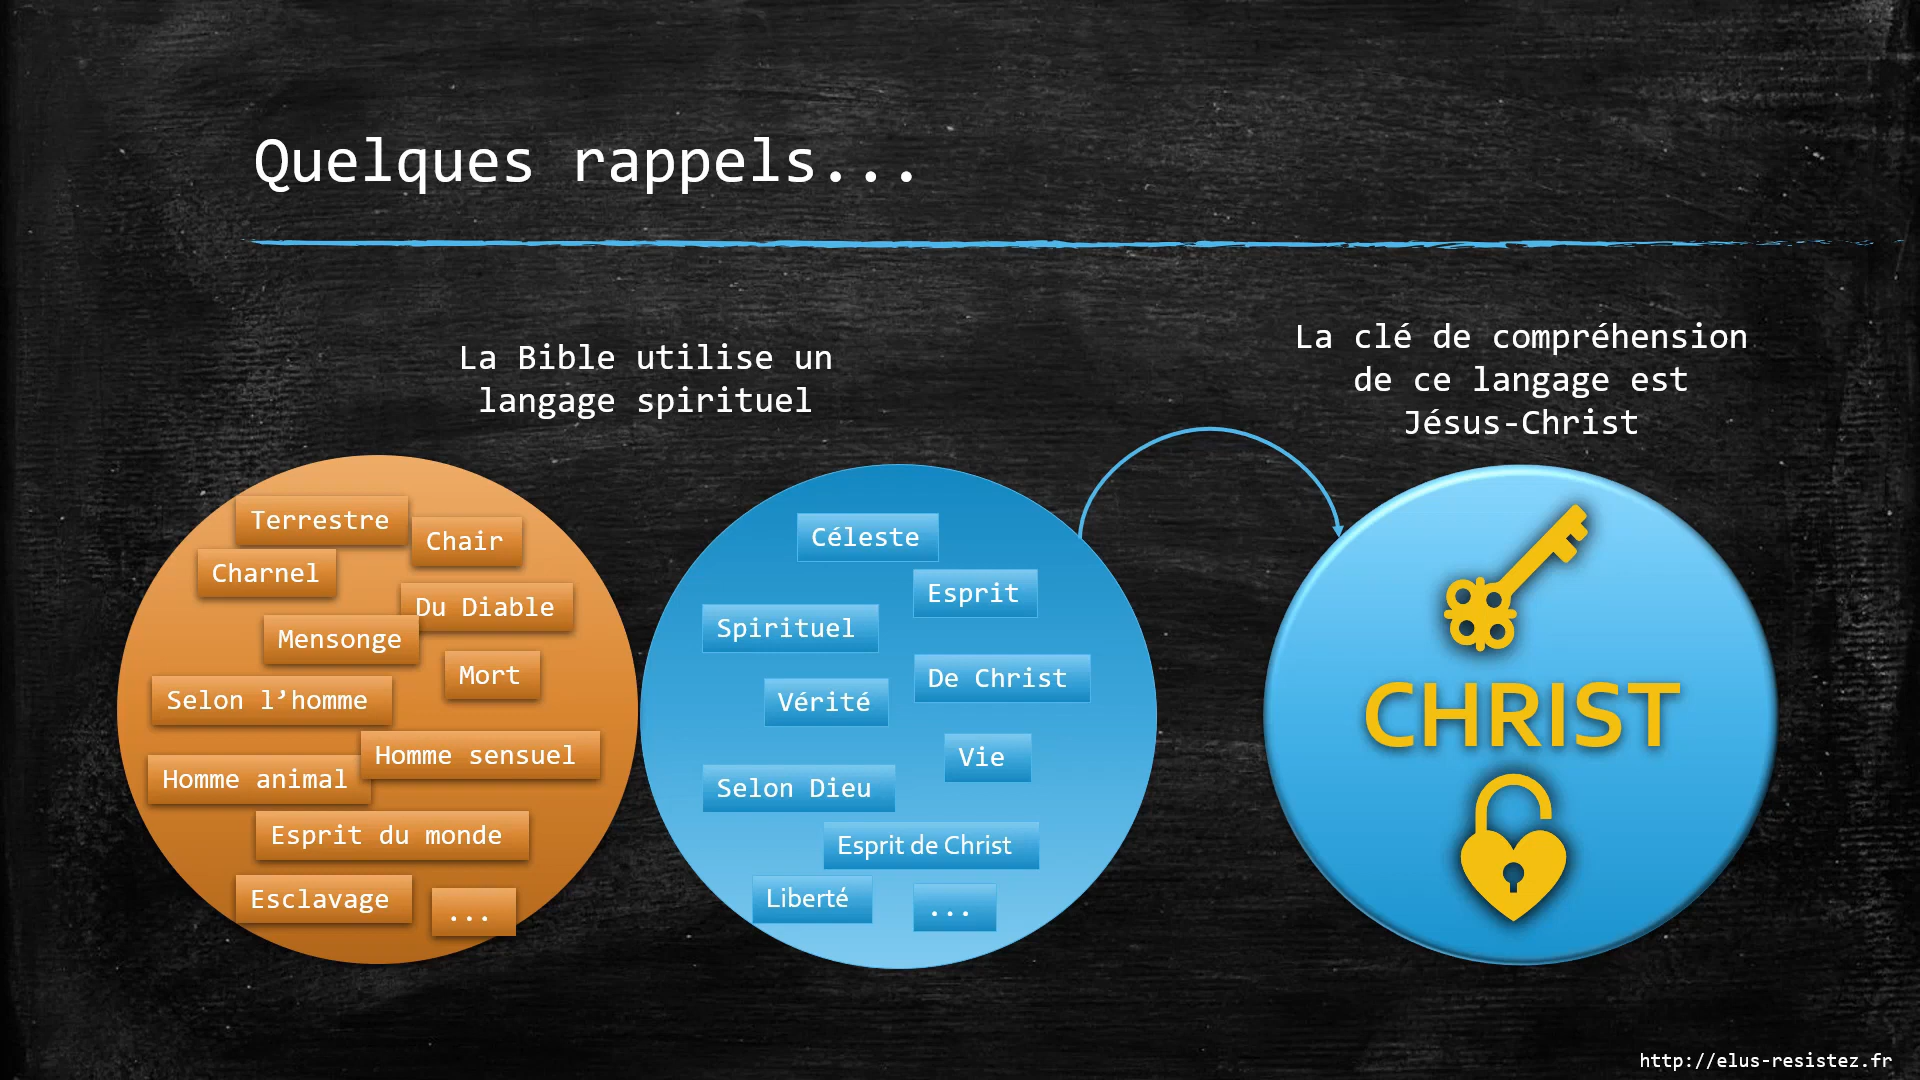 Quelques rappels...
La Bible utilise un
langage spirituel
La clé de compréhension
de ce langage est
Jésus-Christ
Terrestre
Chair
Charnel
Du Diable
Mensonge
Mort
Selon l’homme
Homme sensuel
Homme animal
Esprit du monde
Esclavage
...
Céleste
Esprit
Spirituel
De Christ
Vérité
Vie
Selon Dieu
Esprit de Christ
Liberté
...
CHRIST
http://elus-resistez.fr